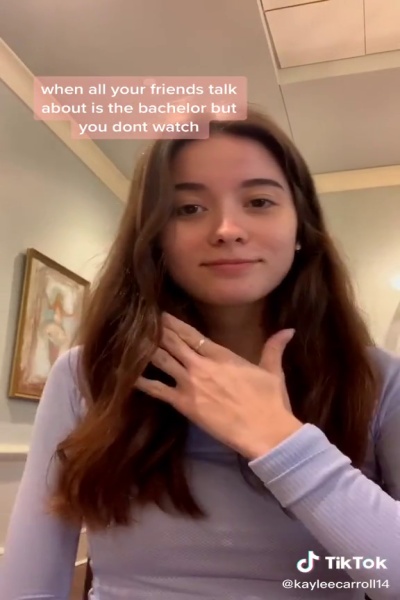 when all your friends talk
about is the bachelor but
you dont watch
TikTok
@kayleecarroll14